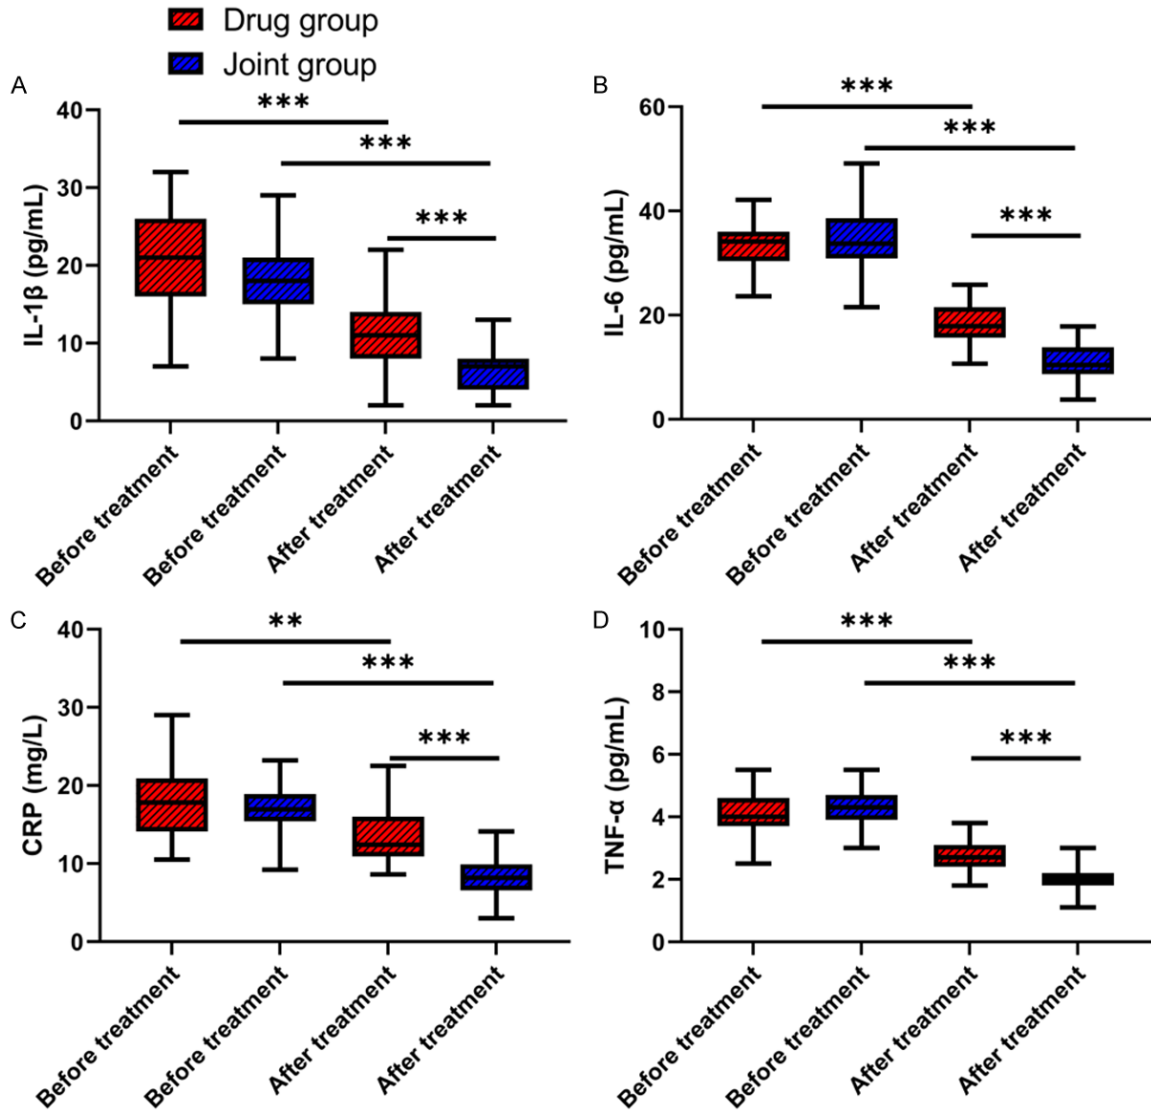 Drug group
Joint group
A
40
30
20
10
0
IL-1β (pg/mL)
***
***
***
Before treatment
Before treatment
After treatment
After treatment
B
60
40
20
0
IL-6 (pg/mL)
***
***
***
Before treatment
Before treatment
After treatment
After treatment
C
40
30
20
10
0
CRP (mg/L)
**
***
***
Before treatment
Before treatment
After treatment
After treatment
D
10
8
6
4
2
0
TNF-α (pg/mL)
***
***
***
Before treatment
Before treatment
After treatment
After treatment